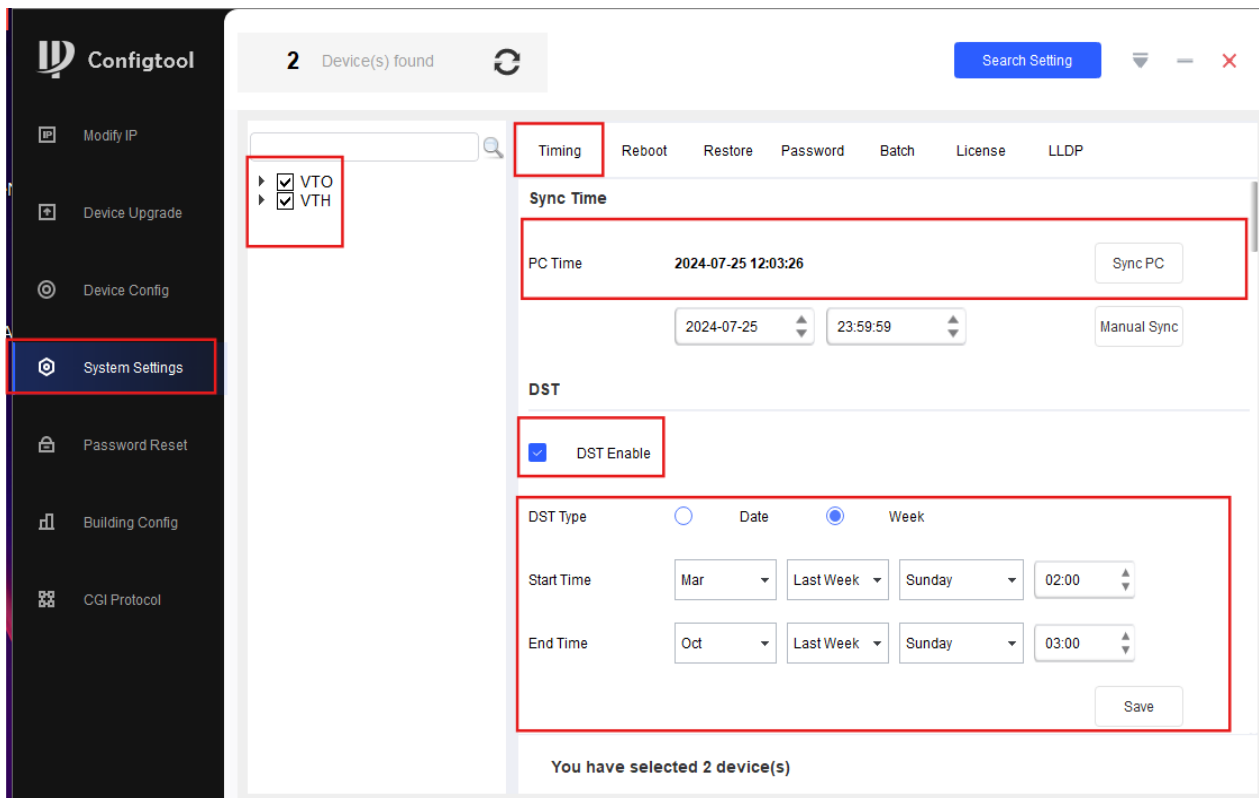 Configtool
2 Device(s) found
Search Setting
Modify IP
Device Upgrade
Device Config
System Settings
Password Reset
Building Config
CGI Protocol
VTO
VTH
Timing Reboot Restore Password Batch License LLDP
Sync Time
PC Time 2024-07-25 12:03:26 Sync PC
2024-07-25 23:59:59 Manual Sync
DST
DST Enable
DST Type Date Week
Start Time Mar Last Week Sunday 02:00
End Time Oct Last Week Sunday 03:00
Save
You have selected 2 device(s)